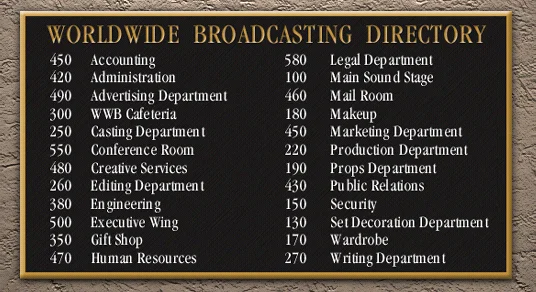 WORLDWIDE BROADCASTING DIRECTORY
450 Accounting
420 Administration
490 Advertising Department
300 WWB Cafeteria
250 Casting Department
550 Conference Room
480 Creative Services
260 Editing Department
380 Engineering
500 Executive Wing
350 Gift Shop
470 Human Resources
580 Legal Department
100 Main Sound Stage
460 Mail Room
180 Makeup
450 Marketing Department
220 Production Department
190 Props Department
430 Public Relations
150 Security
130 Set Decoration Department
170 Wardrobe
270 Writing Department